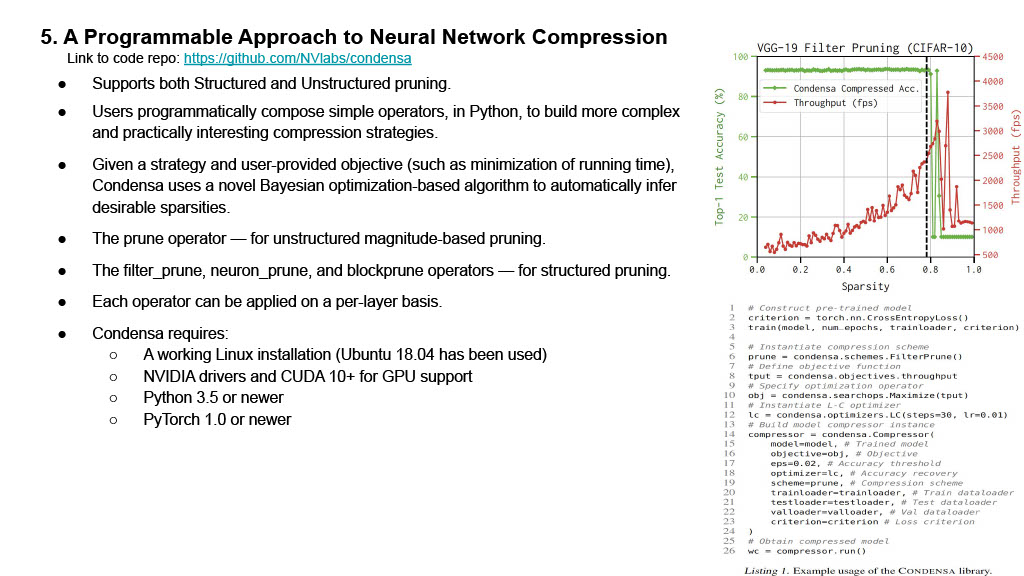 5. A Programmable Approach to Neural Network Compression
Link to code repo: https://github.com/NVlabs/condensa
● Supports both Structured and Unstructured pruning.
● Users programmatically compose simple operators, in Python, to build more complex
and practically interesting compression strategies.
● Given a strategy and user-provided objective (such as minimization of running time),
Condensa uses a novel Bayesian optimization-based algorithm to automatically infer
desirable sparsities.
● The prune operator — for unstructured magnitude-based pruning.
● The filter_prune, neuron_prune, and blockprune operators — for structured pruning.
● Each operator can be applied on a per-layer basis.
● Condensa requires:
○ A working Linux installation (Ubuntu 18.04 has been used)
○ NVIDIA drivers and CUDA 10+ for GPU support
○ Python 3.5 or newer
○ PyTorch 1.0 or newer
VGG-19 Filter Pruning (CIFAR-10)
Top-1 Test Accuracy (%)
100
80
60
40
20
0
Condensa Compressed Acc.
Throughput (fps)
4500
4000
3500
3000
2500
2000
1500
1000
500
Throughput (fps)
0.0 0.2 0.4 0.6 0.8 1.0
Sparsity
1 # Construct pre-trained model
2 criterion = torch.nn.CrossEntropyLoss()
3 train(model, num_epochs, trainloader, criterion)
4
5 # Instantiate compression scheme
6 prune = condensa.schemes.FilterPrune()
7 # Define objective function
8 tput = condensa.objectives.throughput
9 # Specify optimization operator
10 obj = condensa.searchops.Maximize(tput)
11 # Instantiate L-C optimizer
12 lc = condensa.optimizers.LC(steps=30, lr=0.01)
13 # Build model compressor instance
14 compressor = condensa.Compressor(
15 model=model, # Trained model
16 objective=obj, # Objective
17 eps=0.02, # Accuracy threshold
18 optimizer=lc, # Accuracy recovery
19 scheme=prune, # Compression scheme
20 trainloader=trainloader, # Train dataloader
21 testloader=testloader, # Test dataloader
22 valloader=valloader, # Val dataloader
23 criterion=criterion # Loss criterion
24 )
25 # Obtain compressed model
26 wc = compressor.run()
Listing 1. Example usage of the CONDENSA library.